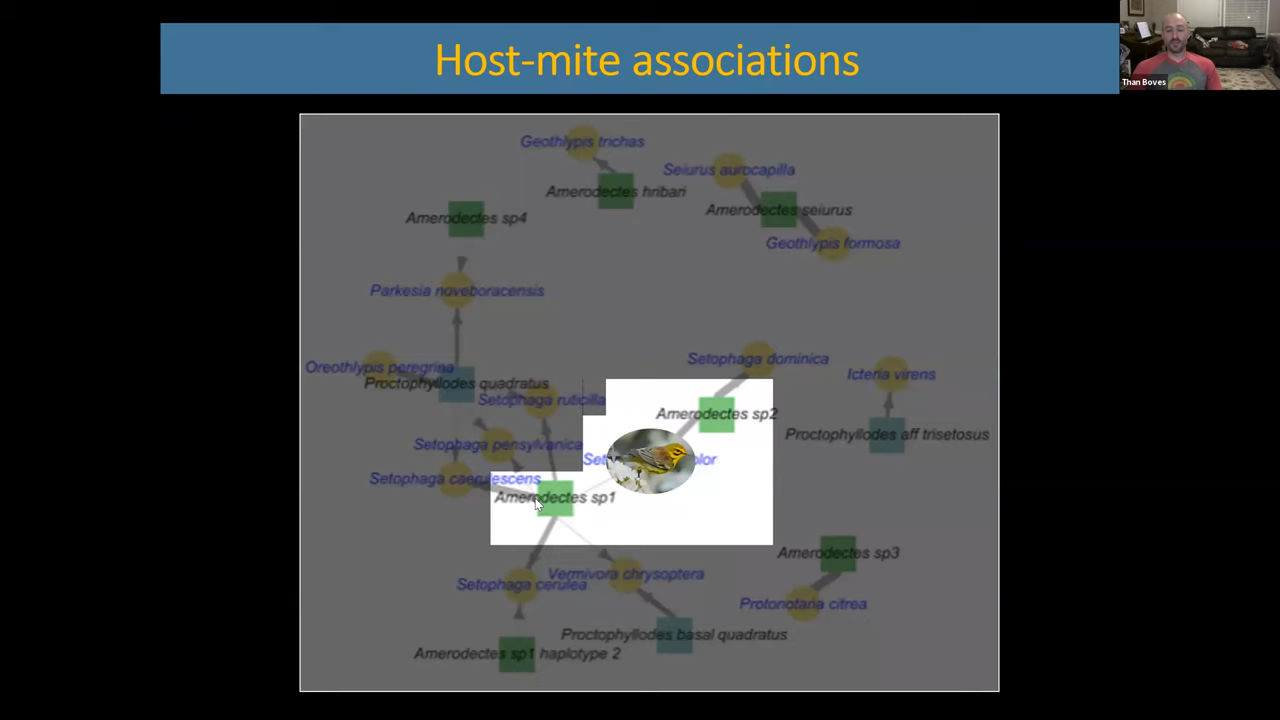 Host-mite associations
Than Boves
Geothlypis trichas
Seiurus aurocapilla
Amerodectes hribari
Amerodectes seiurus
Amerodectes sp4
Geothlypis formosa
Parkesia noveboracensis
Setophaga dominica
Oreothlypis peregrina
Icteria virens
Proctophyllodes quadratus
Setophaga ruticilla
Amerodectes sp2
Proctophyllodes aff trisetosus
Setophaga pensylvanica
Setophaga caerulescens
Amerodectes sp1
Amerodectes sp3
Vermivora chrysoptera
Setophaga cerulea
Protonotaria citrea
Proctophyllodes basal quadratus
Amerodectes sp1 haplotype 2